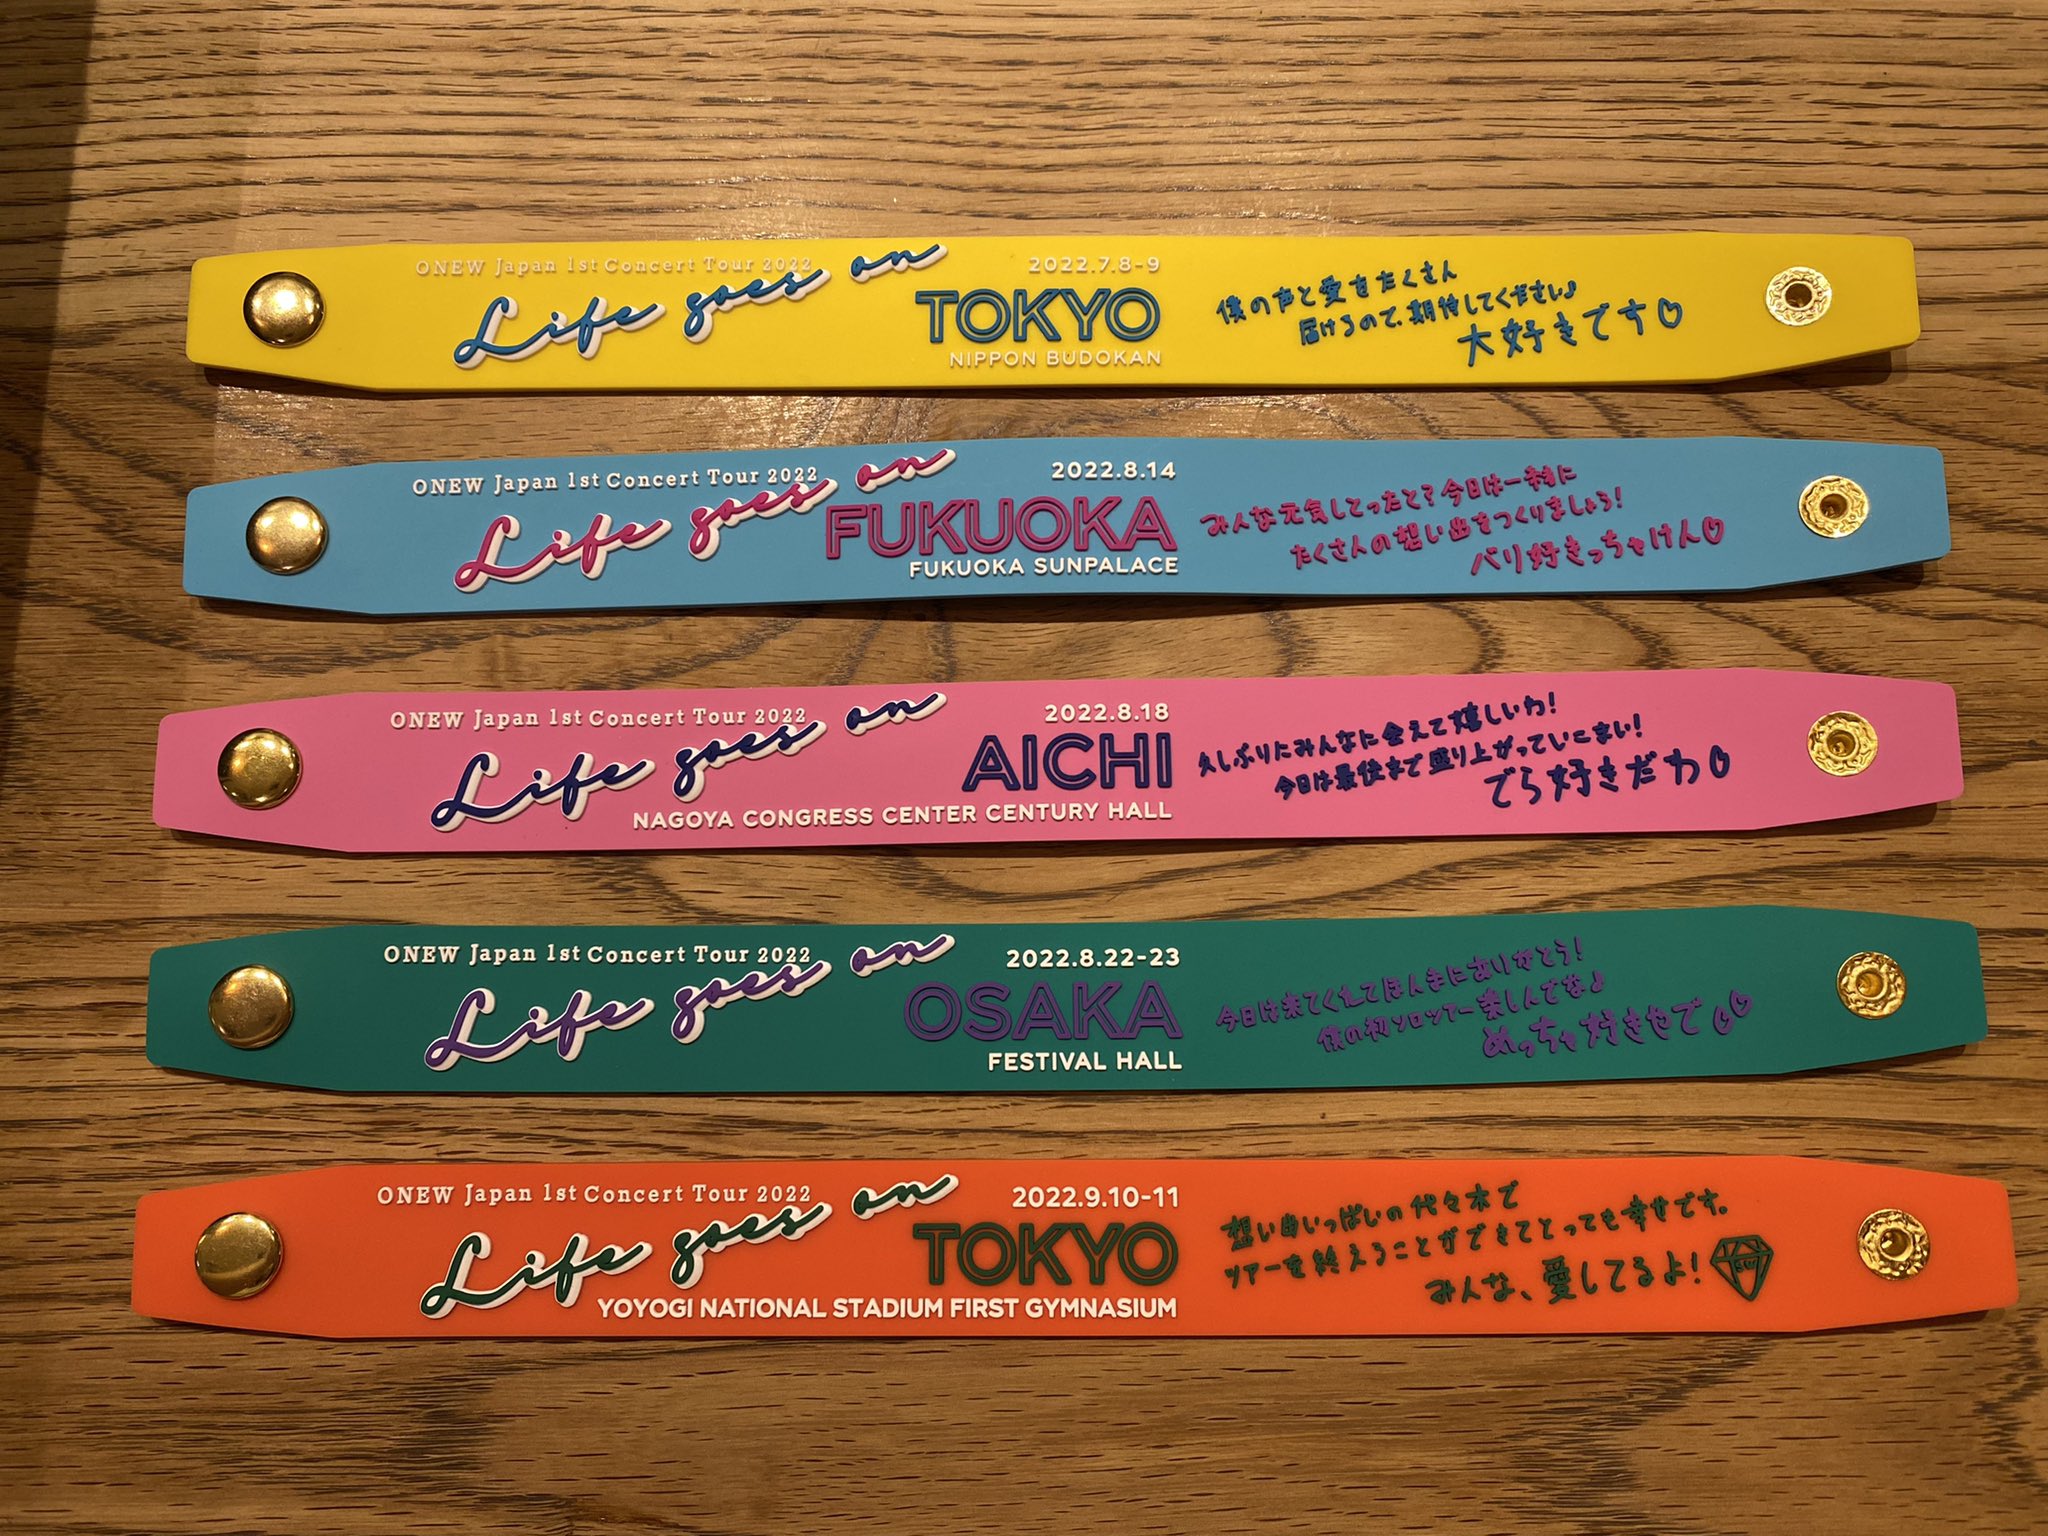 ONEW Japan 1st Concert Tour 2022
Life goes on
2022.7.8-9
TOKYO
NIPPON BUDOKAN
僕の声と愛をたくさん
届けるので、期待してください♪
大好きです♡
ONEW Japan 1st Concert Tour 2022
Life goes on
2022.8.14
FUKUOKA
FUKUOKA SUNPALACE
みんな元気しとったと?今日は一緒に
たくさんの想い出をつくりましょう!
バリ好きっちゃけん♡
ONEW Japan 1st Concert Tour 2022
Life goes on
2022.8.18
AICHI
NAGOYA CONGRESS CENTER CENTURY HALL
久しぶりにみんなに会えて嬉しいわ!
今日は最後まで盛り上がっていこまい!
でら好きだわ♡
ONEW Japan 1st Concert Tour 2022
Life goes on
2022.8.22-23
OSAKA
FESTIVAL HALL
今日は来てくれてほんまにありがとう!
僕の初ソロツアー楽しんでな♪
めっちゃ好きやで♡♡
ONEW Japan 1st Concert Tour 2022
Life goes on
2022.9.10-11
TOKYO
YOYOGI NATIONAL STADIUM FIRST GYMNASIUM
想い出いっぱいの代々木で
ツアーを終えることができてとっても幸せです。
みんな、愛してるよ!